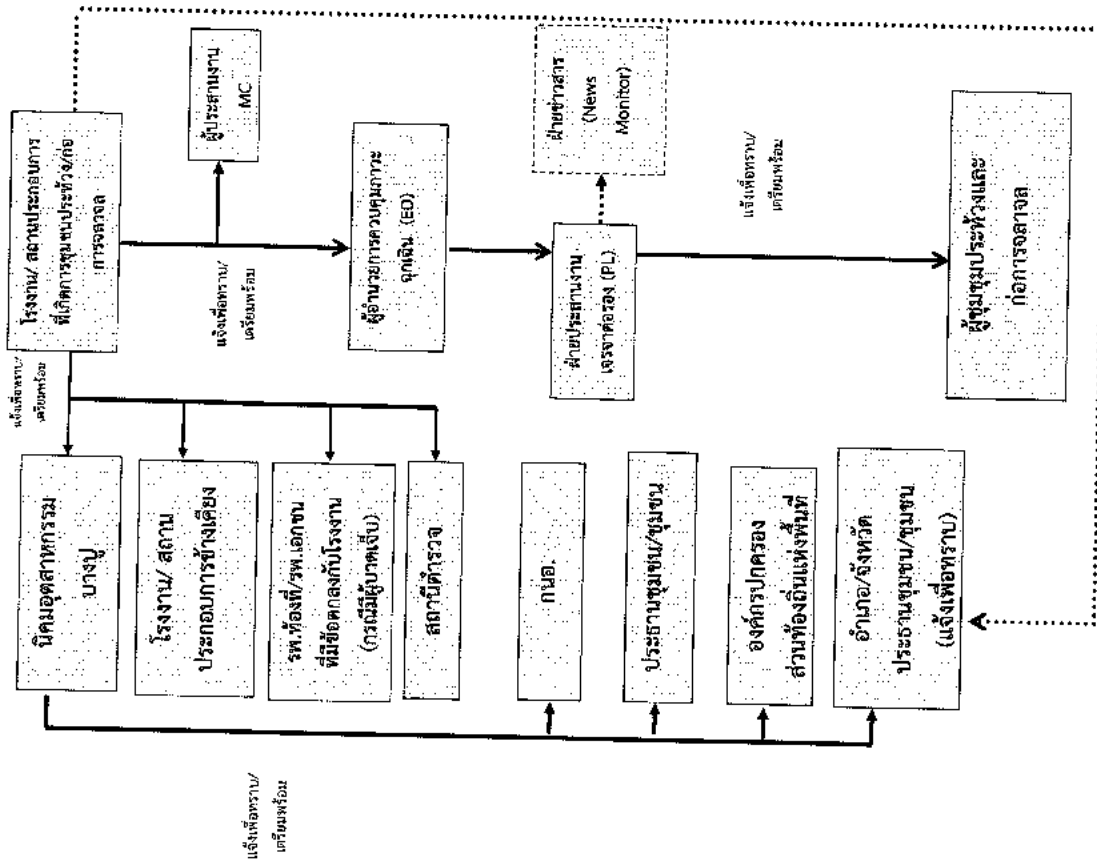 โรงงาน/ สถานประกอบการ
ที่เกิดการชุมชนประท้วง/ก่อ
การจลาจล
ผู้ประสานงาน
MC
แจ้งเพื่อทราบ/
เตรียมพร้อม
ผู้อำนวยการควบคุมภาวะ
ฉุกเฉิน (ED)
ฝ่ายประสานงาน
เจรจาต่อรอง (PL)
ฝ่ายข่าวสาร
(News
Monitor)
แจ้งเพื่อทราบ/
เตรียมพร้อม
ผู้ชุมชุมประท้วงและ
ก่อการจลาจล
แจ้งเพื่อทราบ/
เตรียมพร้อม
นิคมอุตสาหกรรม
บางปู
โรงงาน/ สถาน
ประกอบการข้างเคียง
รพ.ท้องที่/รพ.เอกชน
ที่มีข้อตกลงกับโรงงาน
(กรณีมีผู้บาดเจ็บ)
สถานีตำรวจ
กนอ.
ประธานชุมชน/ชุมชน
องค์กรปกครอง
ส่วนท้องถิ่นแห่งพื้นที่
อำเภอ/จังหวัด
ประธานชุมชน/ชุมชน
(แจ้งเพื่อทราบ)
แจ้งเพื่อทราบ/
เตรียมพร้อม